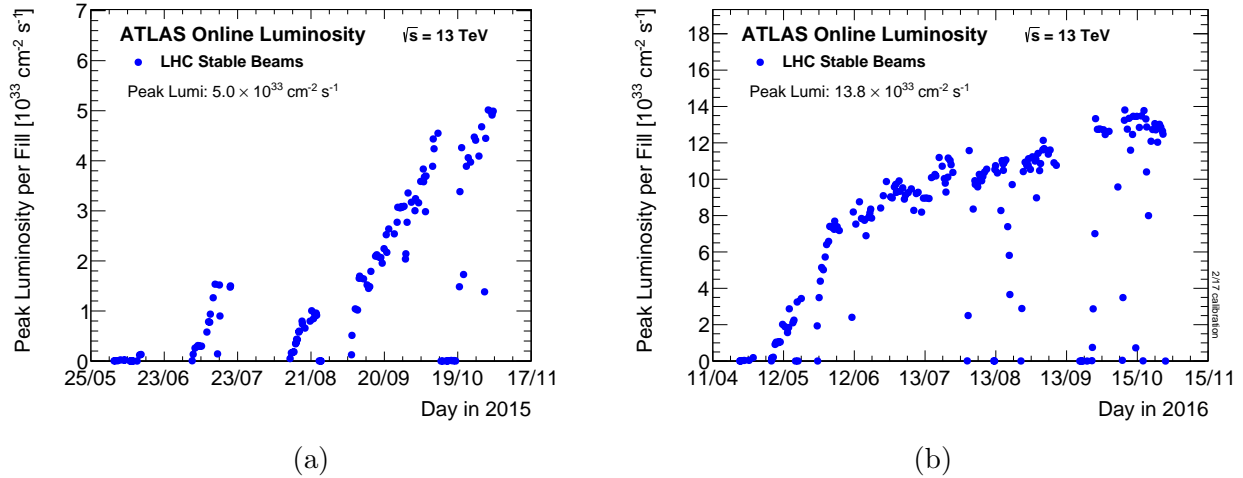 ATLAS Online Luminosity √s = 13 TeV
LHC Stable Beams
Peak Lumi: 5.0 × 10³³ cm⁻² s⁻¹
Peak Luminosity per Fill [10³³ cm⁻² s⁻¹]
7
6
5
4
3
2
1
0
25/05 23/06 23/07 21/08 20/09 19/10 17/11
Day in 2015
(a)
ATLAS Online Luminosity √s = 13 TeV
LHC Stable Beams
Peak Lumi: 13.8 × 10³³ cm⁻² s⁻¹
Peak Luminosity per Fill [10³³ cm⁻² s⁻¹]
18
16
14
12
10
8
6
4
2
0
2/17 calibration
11/04 12/05 12/06 13/07 13/08 13/09 15/10 15/11
Day in 2016
(b)